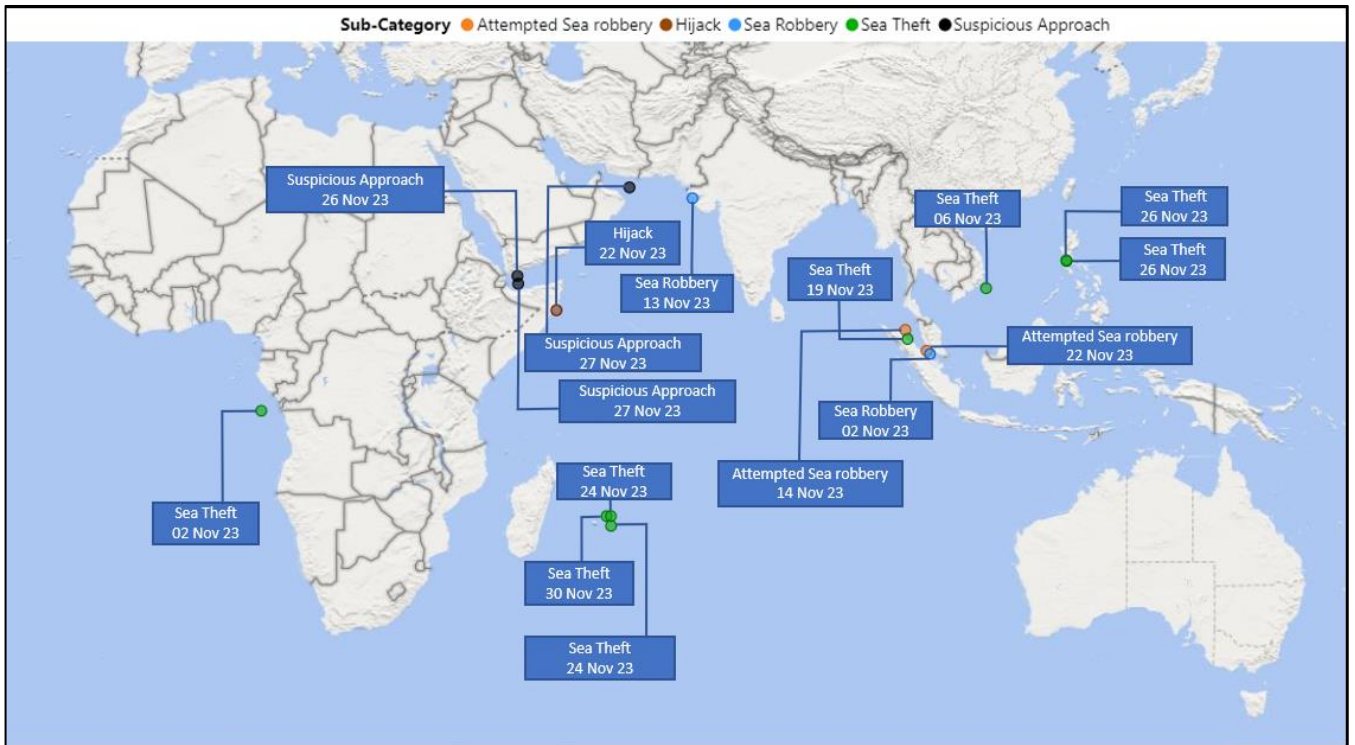 Sub-Category Attempted Sea robbery Hijack Sea Robbery Sea Theft Suspicious Approach
Suspicious Approach
26 Nov 23
Sea Theft
06 Nov 23
Sea Theft
26 Nov 23
Hijack
22 Nov 23
Sea Theft
26 Nov 23
Sea Theft
19 Nov 23
Sea Robbery
13 Nov 23
Suspicious Approach
27 Nov 23
Attempted Sea robbery
22 Nov 23
Suspicious Approach
27 Nov 23
Sea Robbery
02 Nov 23
Attempted Sea robbery
14 Nov 23
Sea Theft
24 Nov 23
Sea Theft
02 Nov 23
Sea Theft
30 Nov 23
Sea Theft
24 Nov 23